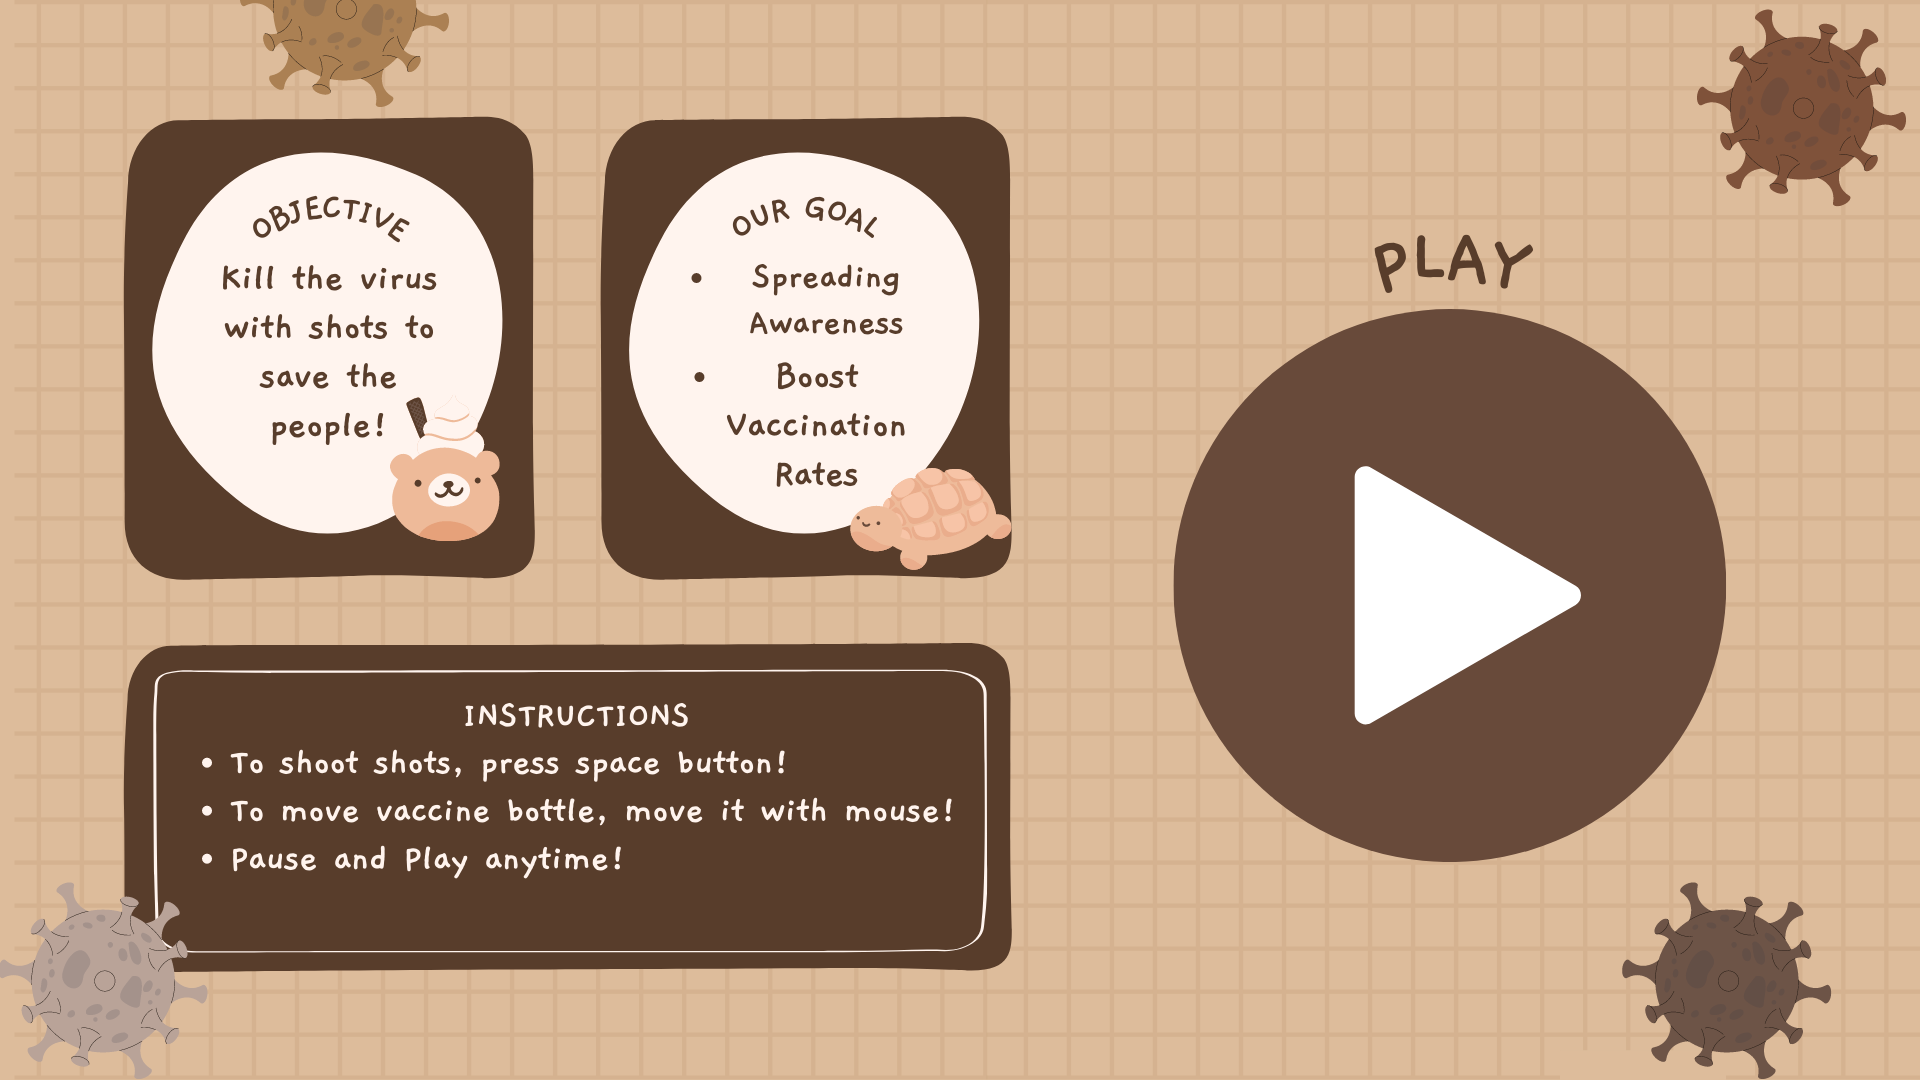 OBJECTIVE
Kill the virus
with shots to
save the
people!
OUR GOAL
• Spreading
Awareness
• Boost
Vaccination
Rates
PLAY
INSTRUCTIONS
• To shoot shots, press space button!
• To move vaccine bottle, move it with mouse!
• Pause and Play anytime!